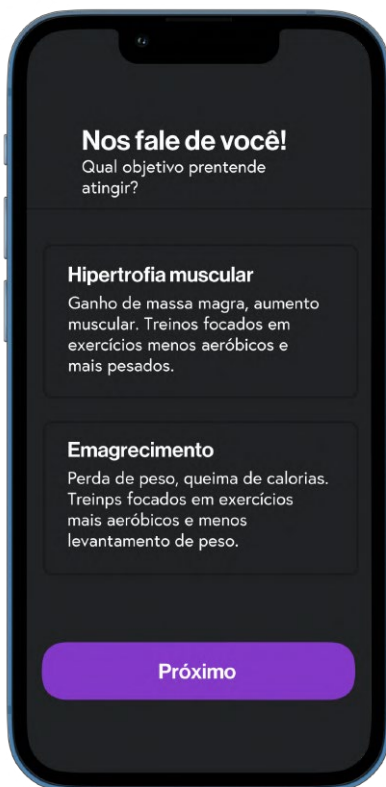 Nos fale de você!
Qual objetivo prentende
atingir?
Hipertrofia muscular
Ganho de massa magra, aumento
muscular. Treinos focados em
exercícios menos aeróbicos e
mais pesados.
Emagrecimento
Perda de peso, queima de calorias.
Treinps focados em exercícios
mais aeróbicos e menos
levantamento de peso.
Próximo